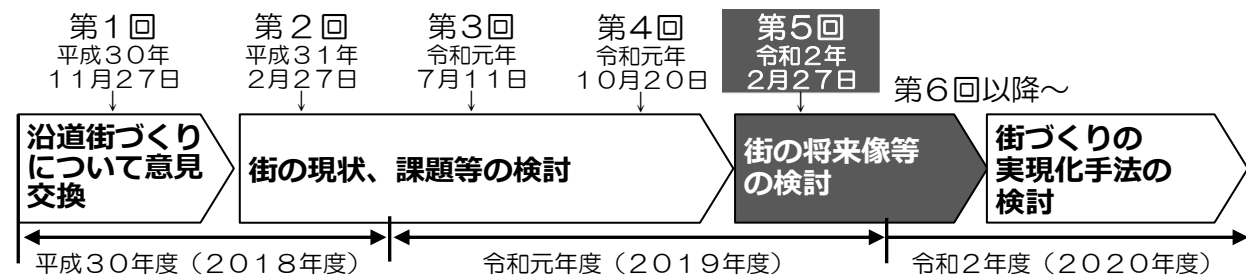 第１回
平成３０年
１１月２７日
第２回
平成３１年
２月２７日
第３回
令和元年
７月１１日
第４回
令和元年
１０月２０日
第５回
令和２年
２月２７日
第６回以降～
沿道街づくり
について意見
交換
街の現状、課題等の検討
街の将来像等
の検討
街づくりの
実現化手法の
検討
平成３０年度（２０１８年度）
令和元年度（２０１９年度）
令和２年度（２０２０年度）